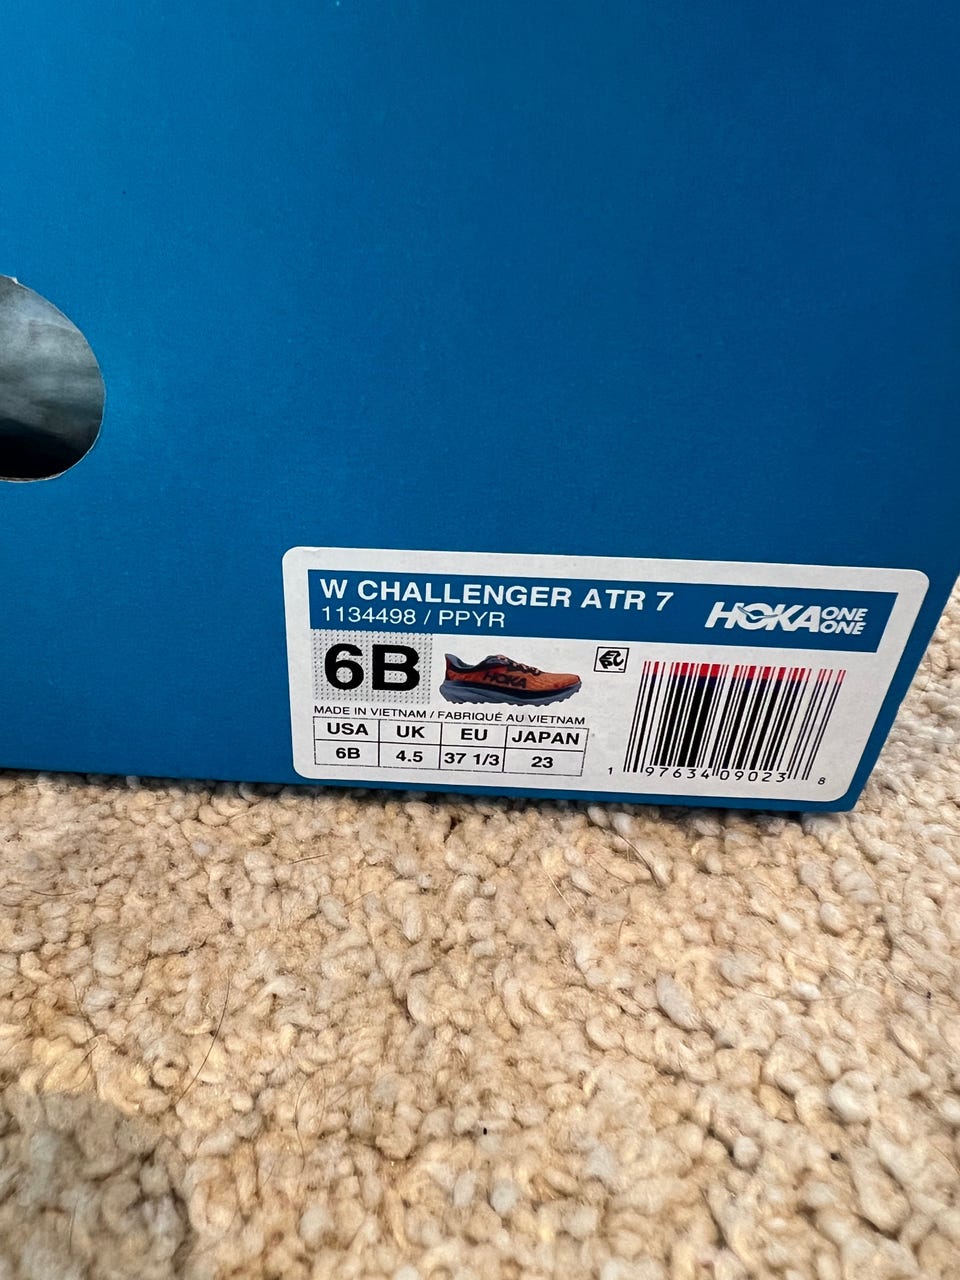 W CHALLENGER ATR 7
1134498 / PPYR
HOKA ONE ONE
6B
HOKA
MADE IN VIETNAM / FABRIQUÉ AU VIETNAM
USA UK EU JAPAN
6B 4.5 37 1/3 23
1 97634 09023 8